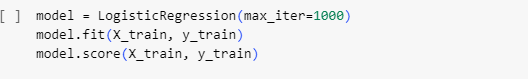 [ ] model = LogisticRegression(max_iter=1000)
model.fit(X_train, y_train)
model.score(X_train, y_train)